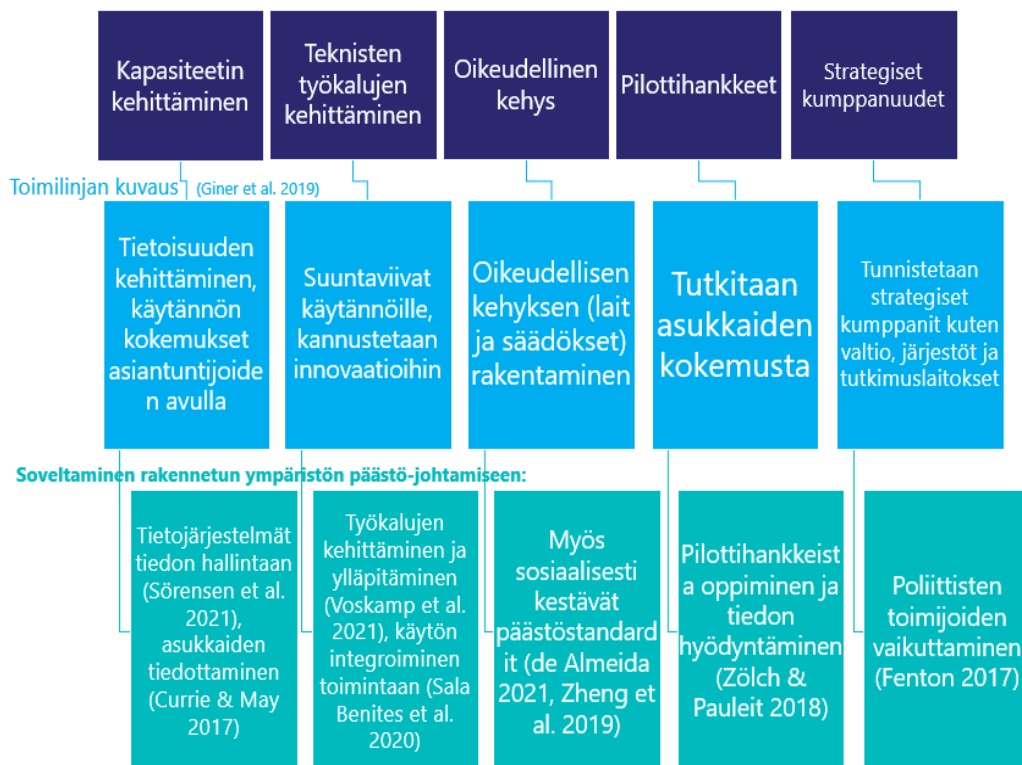 Kapasiteetin
kehittäminen
Teknisten
työkalujen
kehittäminen
Oikeudellinen
kehys
Pilottihankkeet
Strategiset
kumppanuudet
Toimilinjan kuvaus (Giner et al. 2019)
Tietoisuuden
kehittäminen,
käytännön
kokemukset
asiantuntijoide
n avulla
Suuntaviivat
käytännöille,
kannustetaan
innovaatioihin
Oikeudellisen
kehyksen (lait
ja säädökset)
rakentaminen
Tutkitaan
asukkaiden
kokemusta
Tunnistetaan
strategiset
kumppanit kuten
valtio, järjestöt ja
tutkimuslaitokset
Soveltaminen rakennetun ympäristön päästö-johtamiseen:
Tietojärjestelmät
tiedon hallintaan
(Sörensen et al.
2021),
asukkaiden
tiedottaminen
(Currie & May
2017)
Työkalujen
kehittäminen ja
ylläpitäminen
(Voskamp et al.
2021), käytön
integroiminen
toimintaan (Sala
Benites et al.
2020)
Myös
sosiaalisesti
kestävät
päästöstandard
it (de Almeida
2021, Zheng et
al. 2019)
Pilottihankkeist
a oppiminen ja
tiedon
hyödyntäminen
(Zölch &
Pauleit 2018)
Poliittisten
toimijoiden
vaikuttaminen
(Fenton 2017)